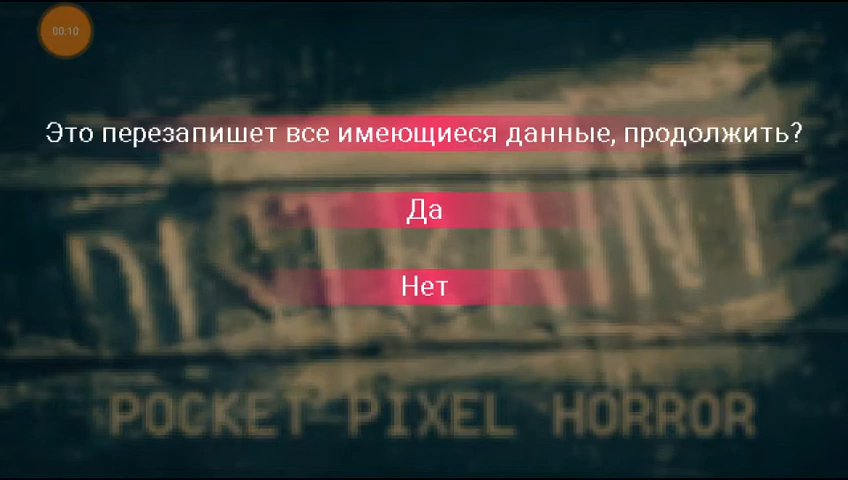 00:10
Это перезапишет все имеющиеся данные, продолжить?
Да
Нет
DISTRAINT
POCKET PIXEL HORROR